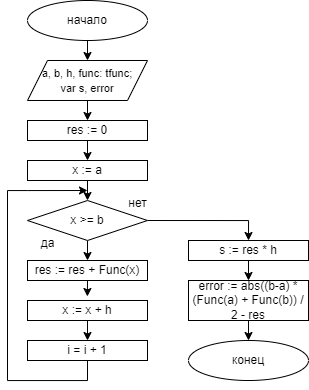 начало
a, b, h, func: tfunc;
var s, error
res := 0
x := a
x >= b
нет
да
res := res + Func(x)
x := x + h
i = i + 1
s := res * h
error := abs((b-a) *
(Func(a) + Func(b)) /
2 - res
конец